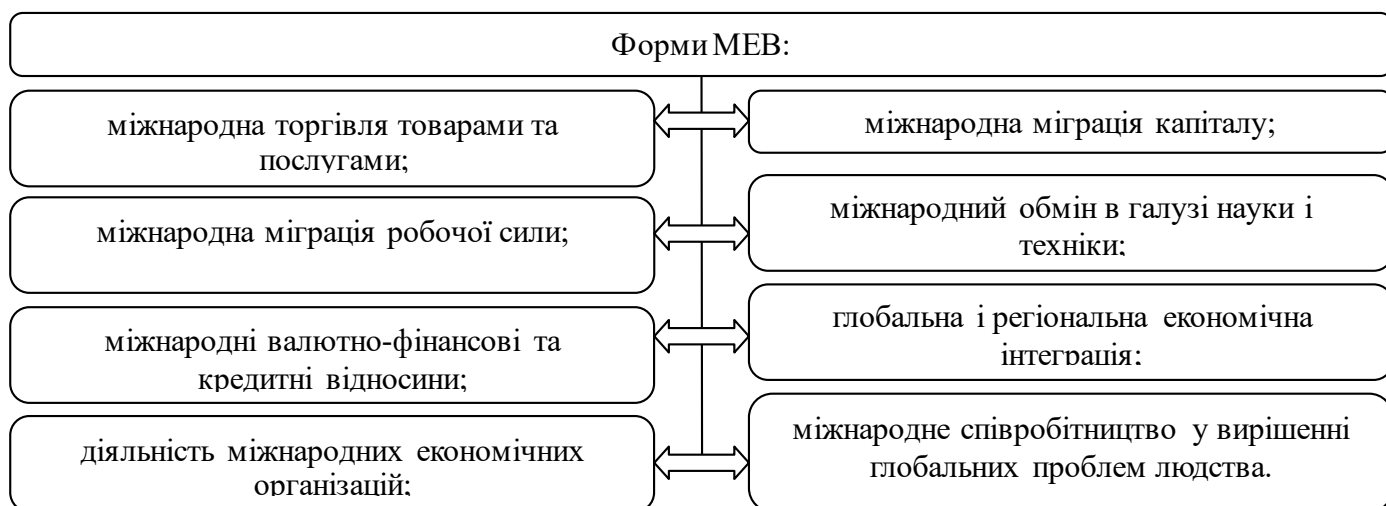 Форми МЕВ:
міжнародна торгівля товарами та
послугами;
міжнародна міграція капіталу;
міжнародна міграція робочої сили;
міжнародний обмін в галузі науки і
техніки;
міжнародні валютно-фінансові та
кредитні відносини;
глобальна і регіональна економічна
інтеграція;
діяльність міжнародних економічних
організацій;
міжнародне співробітництво у вирішенні
глобальних проблем людства.